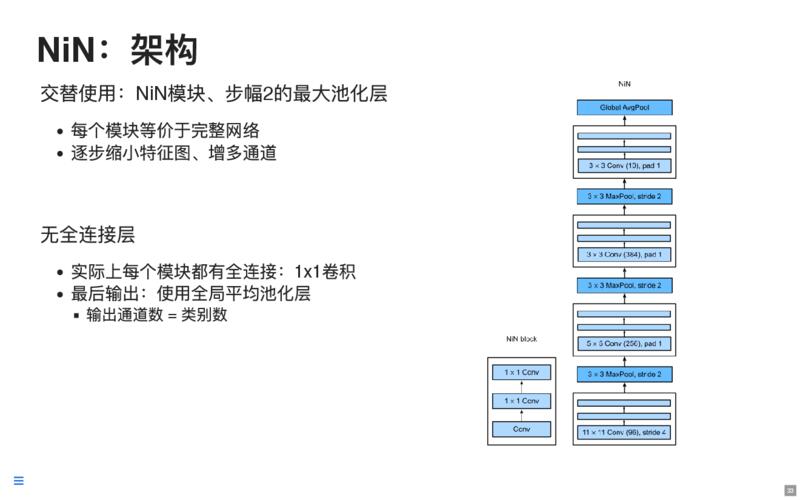 NiN：架构
交替使用：NiN模块、步幅2的最大池化层
每个模块等价于完整网络
逐步缩小特征图、增多通道
无全连接层
实际上每个模块都有全连接：1x1卷积
最后输出：使用全局平均池化层
输出通道数 = 类别数
NiN block
1 x 1 Conv
1 x 1 Conv
Conv
NiN
Global AvgPool
3 x 3 Conv (10), pad 1
3 x 3 MaxPool, stride 2
3 x 3 Conv (384), pad 1
3 x 3 MaxPool, stride 2
5 x 5 Conv (256), pad 1
3 x 3 MaxPool, stride 2
11 x 11 Conv (96), stride 4
33